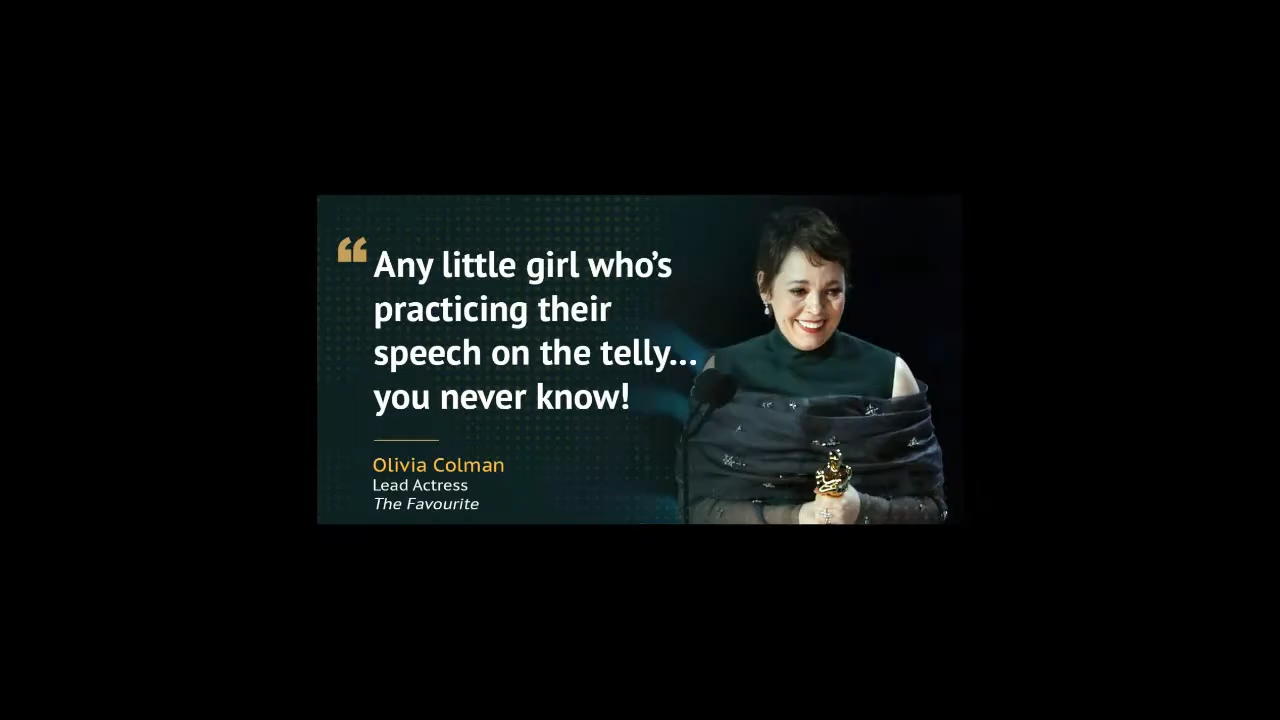 “Any little girl who’s
practicing their
speech on the telly...
you never know!
Olivia Colman
Lead Actress
The Favourite